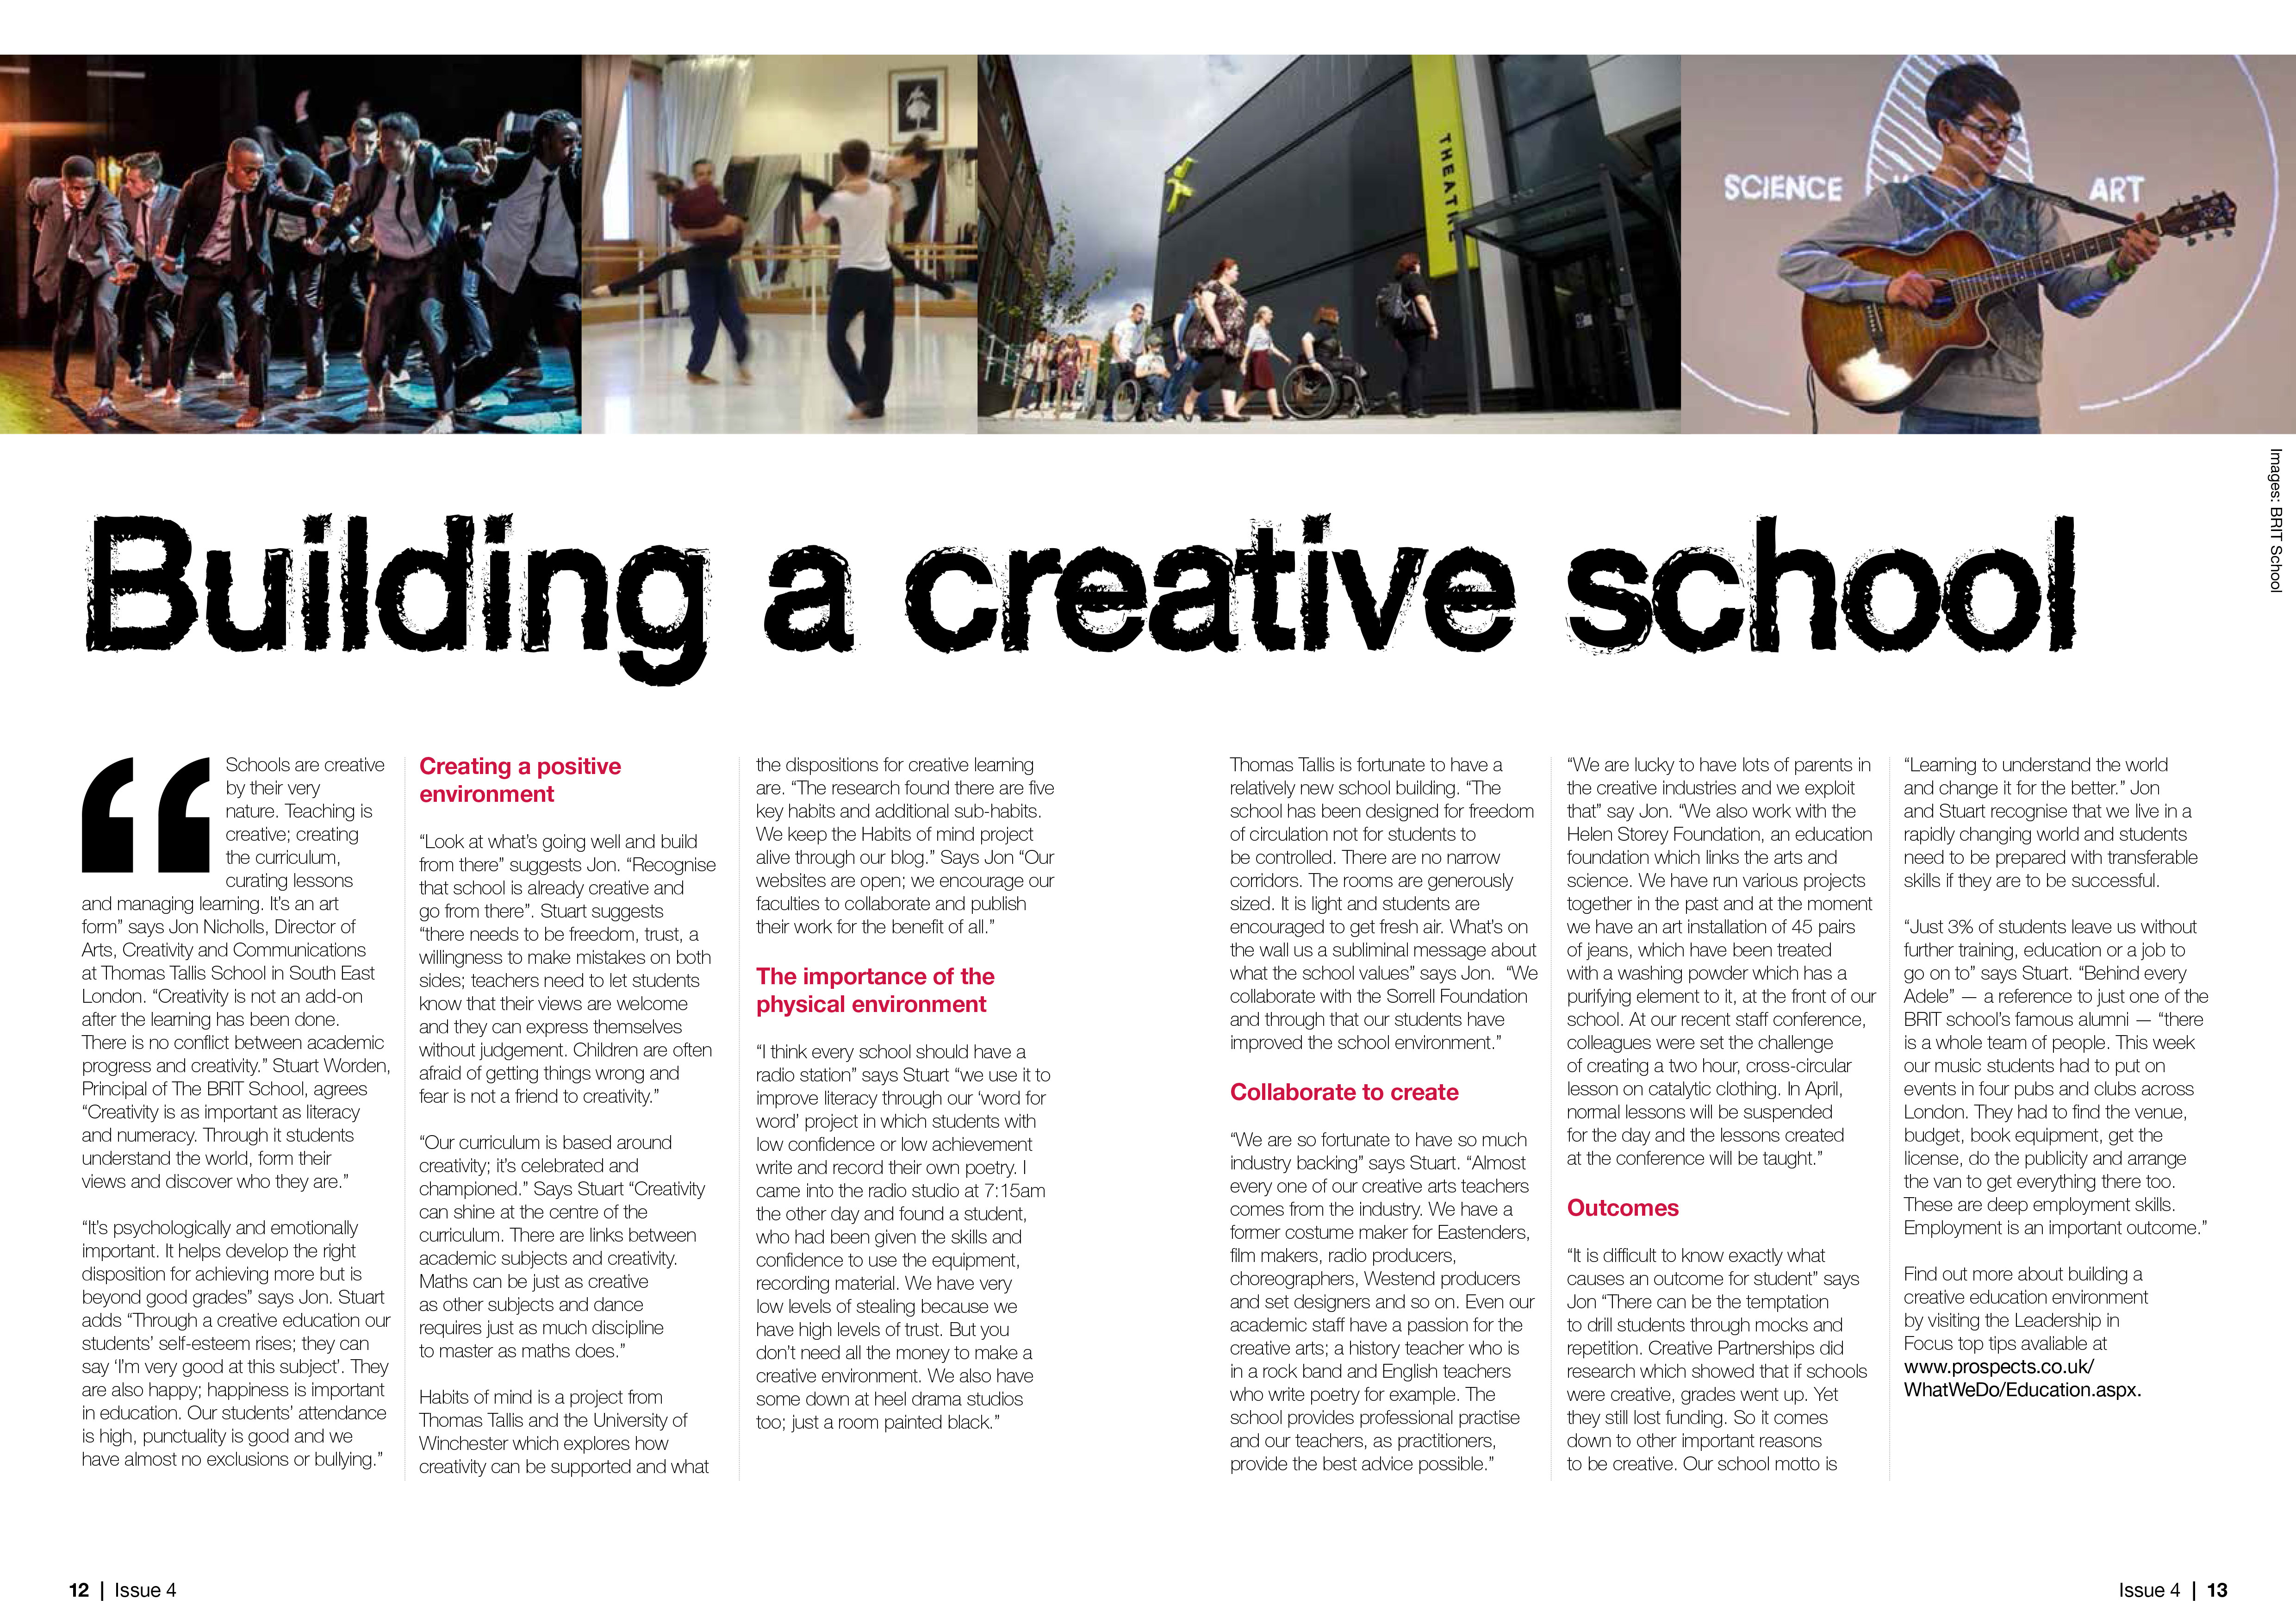 THEATRE
SCIENCE
ART
Images: BRIT School
Building a creative school
“
Schools are creative
by their very
nature. Teaching is
creative; creating
the curriculum,
curating lessons
and managing learning. It’s an art
form” says Jon Nicholls, Director of
Arts, Creativity and Communications
at Thomas Tallis School in South East
London. “Creativity is not an add-on
after the learning has been done.
There is no conflict between academic
progress and creativity.” Stuart Worden,
Principal of The BRIT School, agrees
“Creativity is as important as literacy
and numeracy. Through it students
understand the world, form their
views and discover who they are.”
“It’s psychologically and emotionally
important. It helps develop the right
disposition for achieving more but is
beyond good grades” says Jon. Stuart
adds “Through a creative education our
students’ self-esteem rises; they can
say ‘I’m very good at this subject’. They
are also happy; happiness is important
in education. Our students’ attendance
is high, punctuality is good and we
have almost no exclusions or bullying.”
Creating a positive
environment
“Look at what’s going well and build
from there” suggests Jon. “Recognise
that school is already creative and
go from there”. Stuart suggests
“there needs to be freedom, trust, a
willingness to make mistakes on both
sides; teachers need to let students
know that their views are welcome
and they can express themselves
without judgement. Children are often
afraid of getting things wrong and
fear is not a friend to creativity.”
“Our curriculum is based around
creativity; it’s celebrated and
championed.” Says Stuart “Creativity
can shine at the centre of the
curriculum. There are links between
academic subjects and creativity.
Maths can be just as creative
as other subjects and dance
requires just as much discipline
to master as maths does.”
Habits of mind is a project from
Thomas Tallis and the University of
Winchester which explores how
creativity can be supported and what
the dispositions for creative learning
are. “The research found there are five
key habits and additional sub-habits.
We keep the Habits of mind project
alive through our blog.” Says Jon “Our
websites are open; we encourage our
faculties to collaborate and publish
their work for the benefit of all.”
The importance of the
physical environment
“I think every school should have a
radio station” says Stuart “we use it to
improve literacy through our ‘word for
word’ project in which students with
low confidence or low achievement
write and record their own poetry. I
came into the radio studio at 7:15am
the other day and found a student,
who had been given the skills and
confidence to use the equipment,
recording material. We have very
low levels of stealing because we
have high levels of trust. But you
don’t need all the money to make a
creative environment. We also have
some down at heel drama studios
too; just a room painted black.”
Thomas Tallis is fortunate to have a
relatively new school building. “The
school has been designed for freedom
of circulation not for students to
be controlled. There are no narrow
corridors. The rooms are generously
sized. It is light and students are
encouraged to get fresh air. What’s on
the wall us a subliminal message about
what the school values” says Jon. “We
collaborate with the Sorrell Foundation
and through that our students have
improved the school environment.”
Collaborate to create
“We are so fortunate to have so much
industry backing” says Stuart. “Almost
every one of our creative arts teachers
comes from the industry. We have a
former costume maker for Eastenders,
film makers, radio producers,
choreographers, Westend producers
and set designers and so on. Even our
academic staff have a passion for the
creative arts; a history teacher who is
in a rock band and English teachers
who write poetry for example. The
school provides professional practise
and our teachers, as practitioners,
provide the best advice possible.”
“We are lucky to have lots of parents in
the creative industries and we exploit
that” say Jon. “We also work with the
Helen Storey Foundation, an education
foundation which links the arts and
science. We have run various projects
together in the past and at the moment
we have an art installation of 45 pairs
of jeans, which have been treated
with a washing powder which has a
purifying element to it, at the front of our
school. At our recent staff conference,
colleagues were set the challenge
of creating a two hour, cross-circular
lesson on catalytic clothing. In April,
normal lessons will be suspended
for the day and the lessons created
at the conference will be taught.”
Outcomes
“It is difficult to know exactly what
causes an outcome for student” says
Jon “There can be the temptation
to drill students through mocks and
repetition. Creative Partnerships did
research which showed that if schools
were creative, grades went up. Yet
they still lost funding. So it comes
down to other important reasons
to be creative. Our school motto is
“Learning to understand the world
and change it for the better.” Jon
and Stuart recognise that we live in a
rapidly changing world and students
need to be prepared with transferable
skills if they are to be successful.
“Just 3% of students leave us without
further training, education or a job to
go on to” says Stuart. “Behind every
Adele” — a reference to just one of the
BRIT school’s famous alumni — “there
is a whole team of people. This week
our music students had to put on
events in four pubs and clubs across
London. They had to find the venue,
budget, book equipment, get the
license, do the publicity and arrange
the van to get everything there too.
These are deep employment skills.
Employment is an important outcome.”
Find out more about building a
creative education environment
by visiting the Leadership in
Focus top tips avaliable at
www.prospects.co.uk/
WhatWeDo/Education.aspx.
12 | Issue 4
Issue 4 | 13